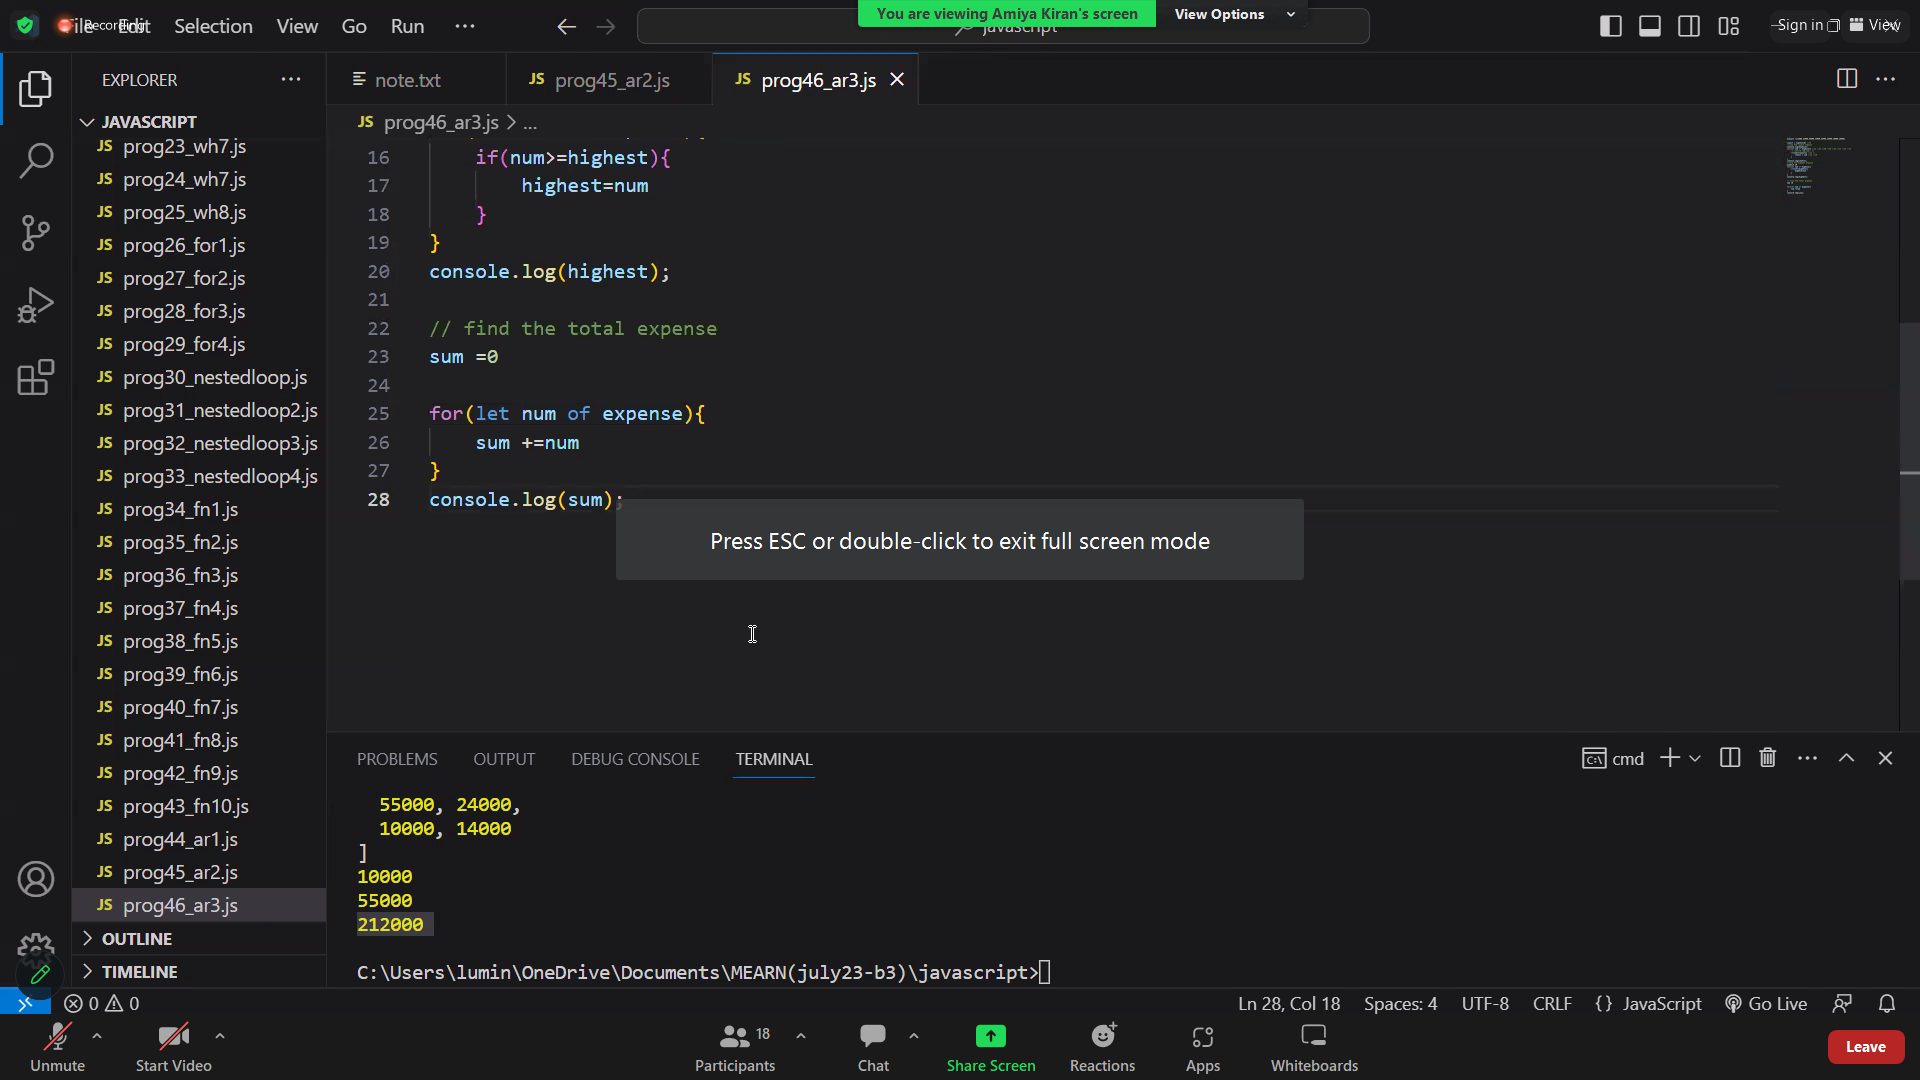 Recording
File Edit Selection View Go Run ···
You are viewing Amiya Kiran's screen
View Options
javascript
Sign in
View
EXPLORER
note.txt
JS prog45_ar2.js
JS prog46_ar3.js
JAVASCRIPT
JS prog46_ar3.js > ...
JS prog23_wh7.js
JS prog24_wh7.js
JS prog25_wh8.js
JS prog26_for1.js
JS prog27_for2.js
JS prog28_for3.js
JS prog29_for4.js
JS prog30_nestedloop.js
JS prog31_nestedloop2.js
JS prog32_nestedloop3.js
JS prog33_nestedloop4.js
JS prog34_fn1.js
JS prog35_fn2.js
JS prog36_fn3.js
JS prog37_fn4.js
JS prog38_fn5.js
JS prog39_fn6.js
JS prog40_fn7.js
JS prog41_fn8.js
JS prog42_fn9.js
JS prog43_fn10.js
JS prog44_ar1.js
JS prog45_ar2.js
JS prog46_ar3.js
OUTLINE
TIMELINE
16 if(num>=highest){
17 highest=num
18 }
19 }
20 console.log(highest);
21
22 // find the total expense
23 sum =0
24
25 for(let num of expense){
26 sum +=num
27 }
28 console.log(sum);
Press ESC or double-click to exit full screen mode
PROBLEMS OUTPUT DEBUG CONSOLE TERMINAL
cmd
55000, 24000,
10000, 14000
]
10000
55000
212000
C:\Users\lumin\OneDrive\Documents\MEARN(july23-b3)\javascript>
0 0
Ln 28, Col 18 Spaces: 4 UTF-8 CRLF {} JavaScript Go Live
Unmute
Start Video
18
Participants
Chat
Share Screen
Reactions
Apps
Whiteboards
Leave